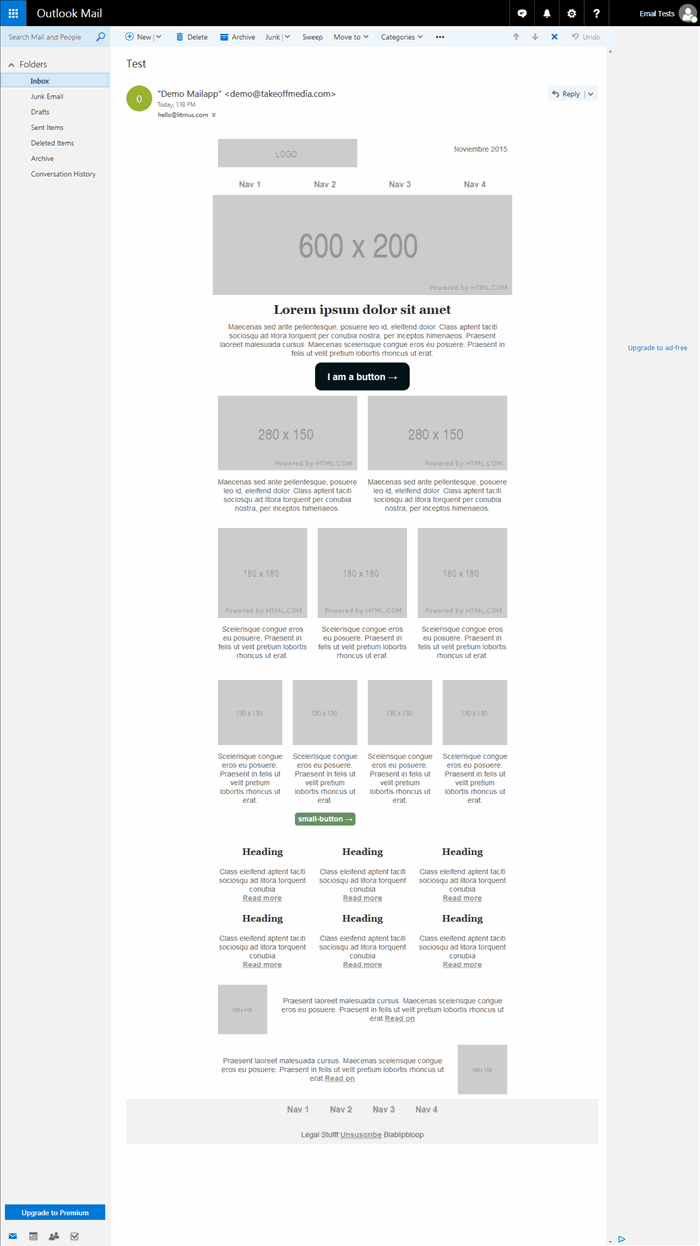 Outlook Mail
Email Tests
Search Mail and People
New
Delete
Archive
Junk
Sweep
Move to
Categories
Undo
Folders
Inbox
Junk Email
Drafts
Sent Items
Deleted Items
Archive
Conversation History
Test
0
"Demo Mailapp" <demo@takeoffmedia.com>
Today, 1:18 PM
hello@litmus.com
Reply
LOGO
Noviembre 2015
Nav 1 Nav 2 Nav 3 Nav 4
600 x 200
Powered by HTML.COM
Lorem ipsum dolor sit amet
Maecenas sed ante pellentesque, posuere leo id, eleifend dolor. Class aptent taciti
sociosqu ad litora torquent per conubia nostra, per inceptos himenaeos. Praesent
laoreet malesuada cursus. Maecenas scelerisque congue eros eu posuere. Praesent in
felis ut velit pretium lobortis rhoncus ut erat.
I am a button →
280 x 150
Powered by HTML.COM
280 x 150
Powered by HTML.COM
Maecenas sed ante pellentesque, posuere
leo id, eleifend dolor. Class aptent taciti
sociosqu ad litora torquent per conubia
nostra, per inceptos himenaeos.
Maecenas sed ante pellentesque, posuere
leo id, eleifend dolor. Class aptent taciti
sociosqu ad litora torquent per conubia
nostra, per inceptos himenaeos.
180 x 180
Powered by HTML.COM
180 x 180
Powered by HTML.COM
180 x 180
Powered by HTML.COM
Scelerisque congue eros
eu posuere. Praesent in
felis ut velit pretium lobortis
rhoncus ut erat.
Scelerisque congue eros
eu posuere. Praesent in
felis ut velit pretium lobortis
rhoncus ut erat.
Scelerisque congue eros
eu posuere. Praesent in
felis ut velit pretium lobortis
rhoncus ut erat.
130 x 130
130 x 130
130 x 130
130 x 130
Scelerisque congue
eros eu posuere.
Praesent in felis ut
velit pretium
lobortis rhoncus ut
erat.
Scelerisque congue
eros eu posuere.
Praesent in felis ut
velit pretium
lobortis rhoncus ut
erat.
small-button →
Scelerisque congue
eros eu posuere.
Praesent in felis ut
velit pretium
lobortis rhoncus ut
erat.
Scelerisque congue
eros eu posuere.
Praesent in felis ut
velit pretium
lobortis rhoncus ut
erat.
Heading
Class eleifend aptent taciti
sociosqu ad litora torquent
conubia
Read more
Heading
Class eleifend aptent taciti
sociosqu ad litora torquent
conubia
Read more
Heading
Class eleifend aptent taciti
sociosqu ad litora torquent
conubia
Read more
Heading
Class eleifend aptent taciti
sociosqu ad litora torquent
conubia
Read more
Heading
Class eleifend aptent taciti
sociosqu ad litora torquent
conubia
Read more
Heading
Class eleifend aptent taciti
sociosqu ad litora torquent
conubia
Read more
100 x 100
Praesent laoreet malesuada cursus. Maecenas scelerisque congue
eros eu posuere. Praesent in felis ut velit pretium lobortis rhoncus ut
erat.Read on
Praesent laoreet malesuada cursus. Maecenas scelerisque congue
eros eu posuere. Praesent in felis ut velit pretium lobortis rhoncus ut
erat.Read on
100 x 100
Nav 1 Nav 2 Nav 3 Nav 4
Legal Stufff Unsuscribe Blablipbloop
Upgrade to ad-free
Upgrade to Premium